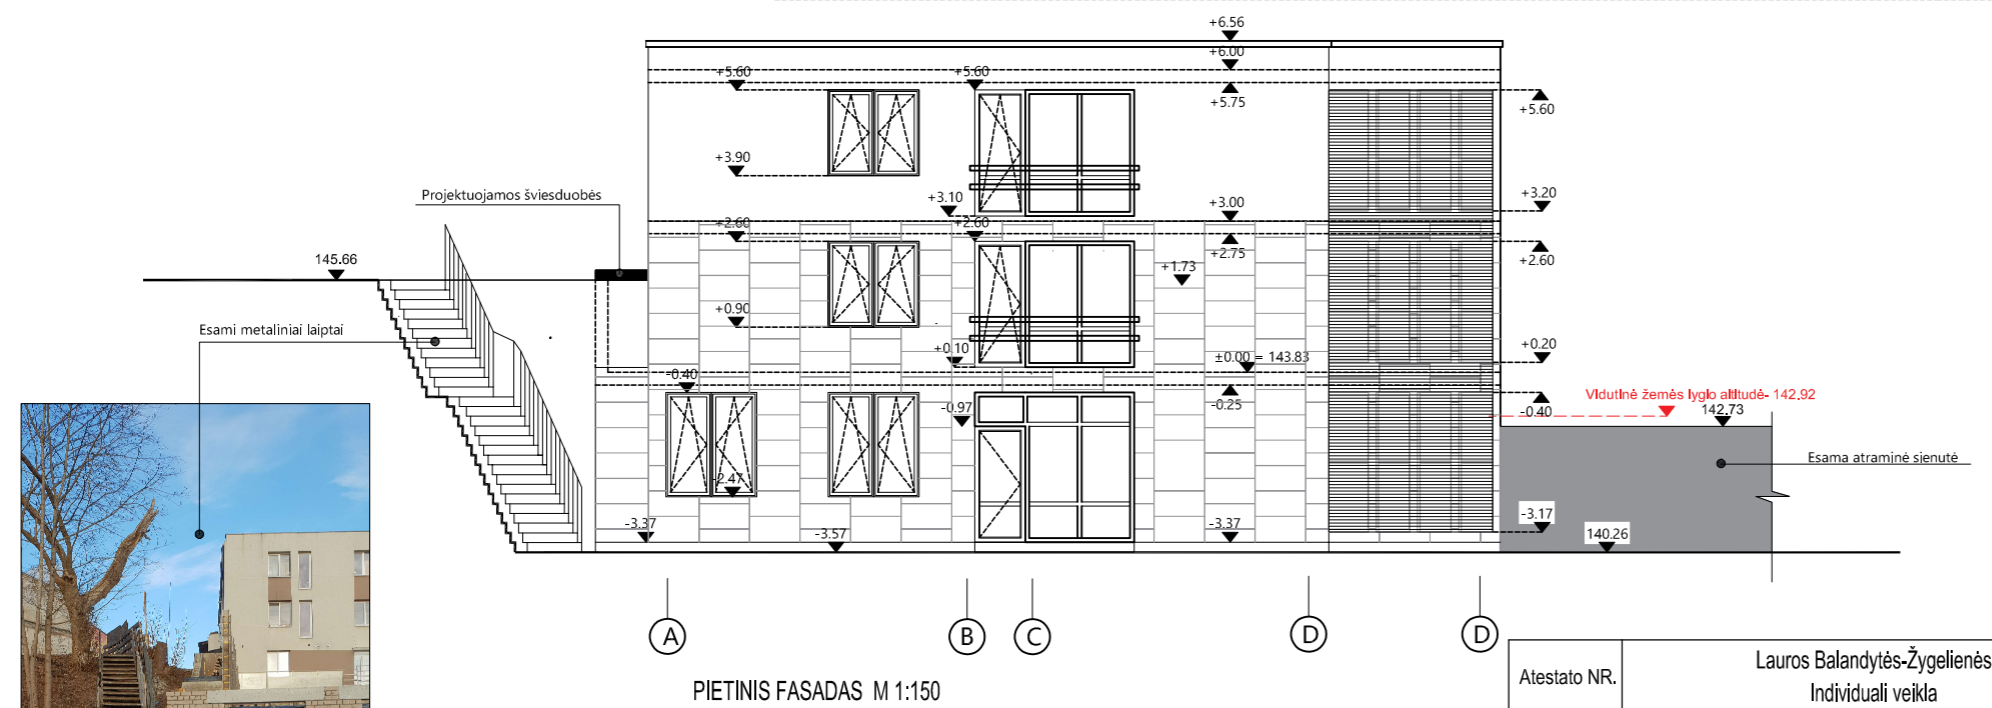 +6.56
+6.00
+5.60
+5.60
+5.75
+5.60
+3.90
Projektuojamos šviesduobės
+3.10
+3.00
+3.20
+2.60
+2.60
+2.75
+2.60
145.66
+1.73
+0.90
Esami metaliniai laiptai
+0.10
±0.00 = 143.83
+0.20
-0.40
-0.25
-0.40
Vidutinė žemės lygio altitudė- 142.92
-0.97
142.73
Esama atraminė sienutė
-2.47
-3.37
-3.57
-3.37
-3.17
140.26
A
B
C
D
D
PIETINIS FASADAS M 1:150
Atestato NR.
Lauros Balandytės-Žygelienės
Individuali veikla